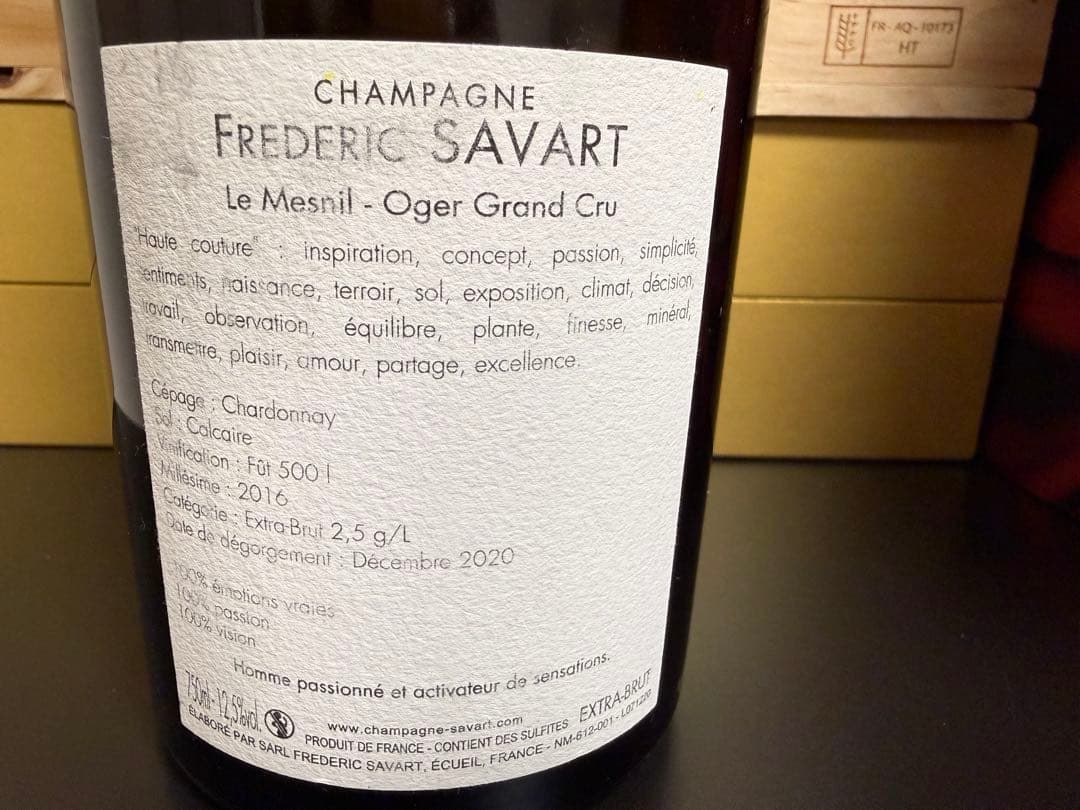 CHAMPAGNE
FREDERIC SAVART
Le Mesnil - Oger Grand Cru
"Haute couture" : inspiration, concept, passion, simplicité,
sentiments, naissance, terroir, sol, exposition, climat, décision,
travail, observation, équilibre, plante, finesse, minéral,
transmettre, plaisir, amour, partage, excellence.
Cépage : Chardonnay
Sol : Calcaire
Vinification : Fût 500 l
Millésime : 2016
Catégorie : Extra-Brut 2,5 g/L
Date de dégorgement : Décembre 2020
100% émotions vraies
100% passion
100% vision
Homme passionné et activateur de sensations.
750ml - 12,5%vol.
www.champagne-savart.com
EXTRA-BRUT
PRODUIT DE FRANCE - CONTIENT DES SULFITES
ELABORÉ PAR SARL FREDERIC SAVART, ÉCUEIL, FRANCE - NM-612-001 - L071220
FR-AQ-10173
HT